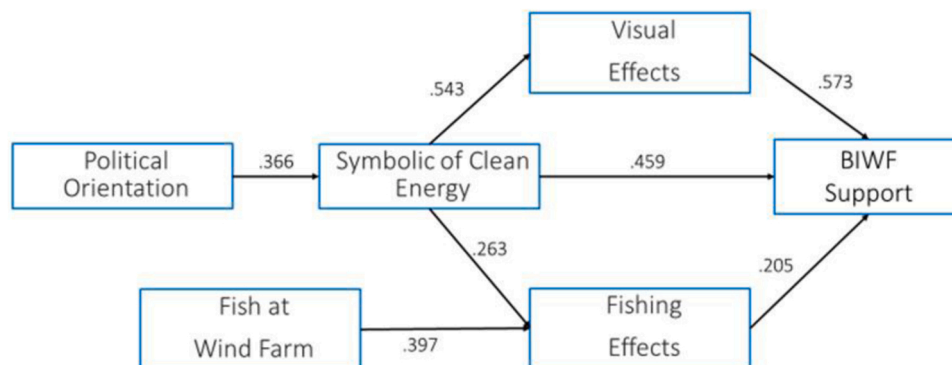 Visual
Effects
.543
.573
Political
Orientation
.366
Symbolic of Clean
Energy
.459
BIWF
Support
.263
.205
Fish at
Wind Farm
.397
Fishing
Effects